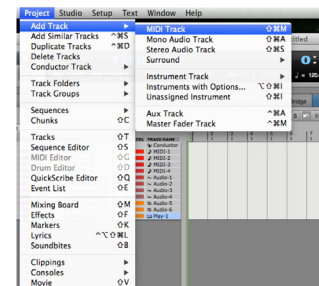 Project Studio Setup Text Window Help
Add Track
Add Similar Tracks ^⌘S
Duplicate Tracks ^⌘D
Delete Tracks
Conductor Track
Track Folders
Track Groups
Sequences
Chunks ⇧C
Tracks ⇧T
Sequence Editor ⇧S
MIDI Editor ⇧G
Drum Editor ⇧D
QuickScribe Editor ⇧Q
Event List ⇧E
Mixing Board ⇧M
Effects ⇧F
Markers ⇧K
Lyrics ^⌥⇧⌘L
Soundbites ⇧B
Clippings
Consoles
Movie ⇧V
MIDI Track ⇧⌘M
Mono Audio Track ⇧⌘A
Stereo Audio Track ⇧⌘S
Surround
Instrument Track
Instruments with Options... ⌥⇧⌘I
Unassigned Instrument ⇧⌘I
Aux Track ^⌘A
Master Fader Track ^⌘M
TRACK NAME
Conductor
MIDI-1
MIDI-2
MIDI-3
MIDI-4
Audio-1
Audio-2
Audio-3
Audio-4
Audio-5
Audio-6